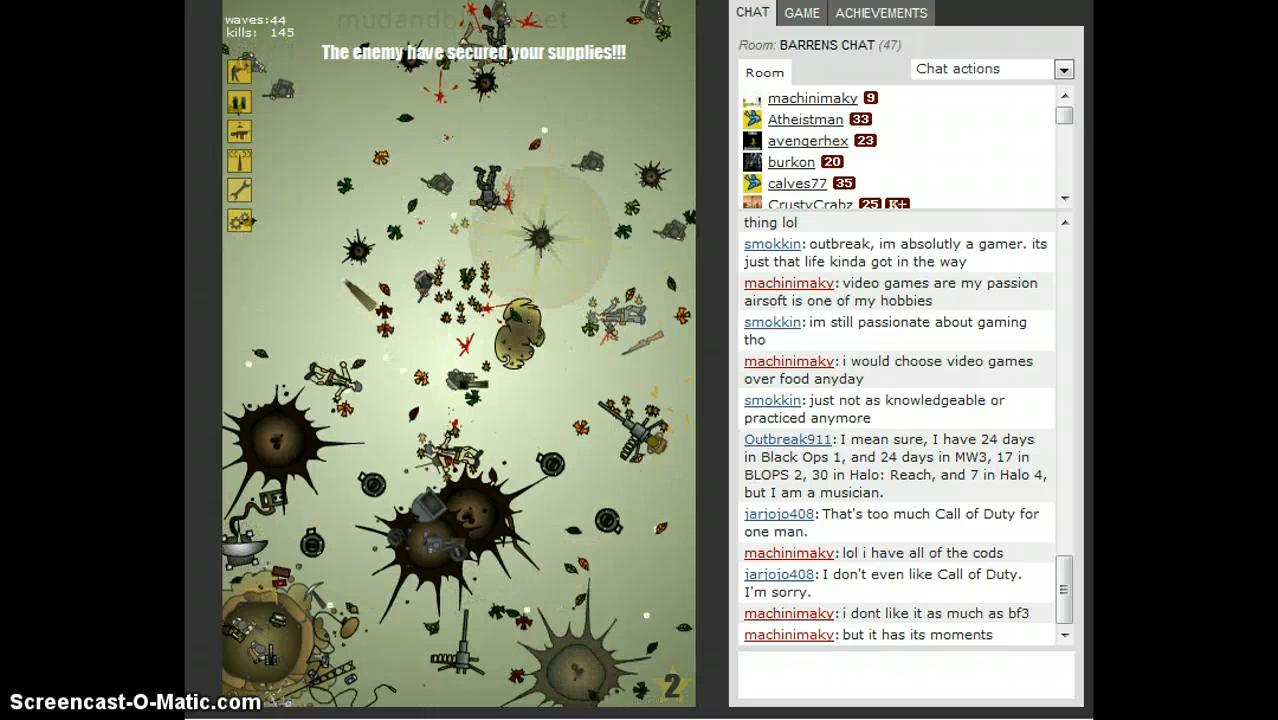 waves:44
kills: 145
mudandblood.net
The enemy have secured your supplies!!!
2
CHAT GAME ACHIEVEMENTS
Room: BARRENS CHAT (47)
Room
Chat actions
machinimaky 9
Atheistman 33
avengerhex 23
burkon 20
calves77 35
CrustyCrabz 25 K+
thing lol
smokkin: outbreak, im absolutly a gamer. its
just that life kinda got in the way
machinimaky: video games are my passion
airsoft is one of my hobbies
smokkin: im still passionate about gaming
tho
machinimaky: i would choose video games
over food anyday
smokkin: just not as knowledgeable or
practiced anymore
Outbreak911: I mean sure, I have 24 days
in Black Ops 1, and 24 days in MW3, 17 in
BLOPS 2, 30 in Halo: Reach, and 7 in Halo 4,
but I am a musician.
jarjojo408: That's too much Call of Duty for
one man.
machinimaky: lol i have all of the cods
jarjojo408: I don't even like Call of Duty.
I'm sorry.
machinimaky: i dont like it as much as bf3
machinimaky: but it has its moments
Screencast-O-Matic.com